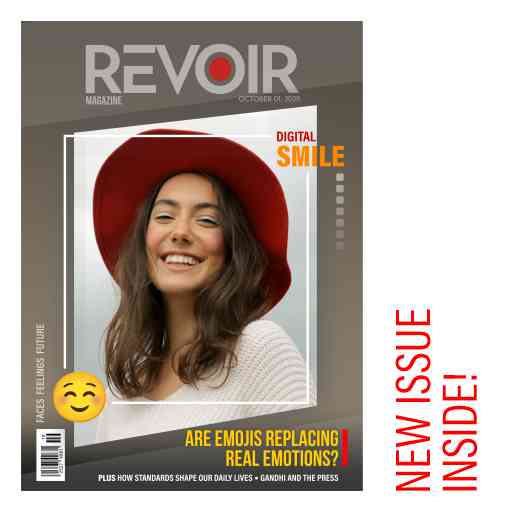 REVOIR
MAGAZINE
OCTOBER 01, 2025
DIGITAL
SMILE
FACES FEELINGS FUTURE
ARE EMOJIS REPLACING
REAL EMOTIONS?
PLUS HOW STANDARDS SHAPE OUR DAILY LIVES • GANDHI AND THE PRESS
NEW ISSUE
INSIDE!